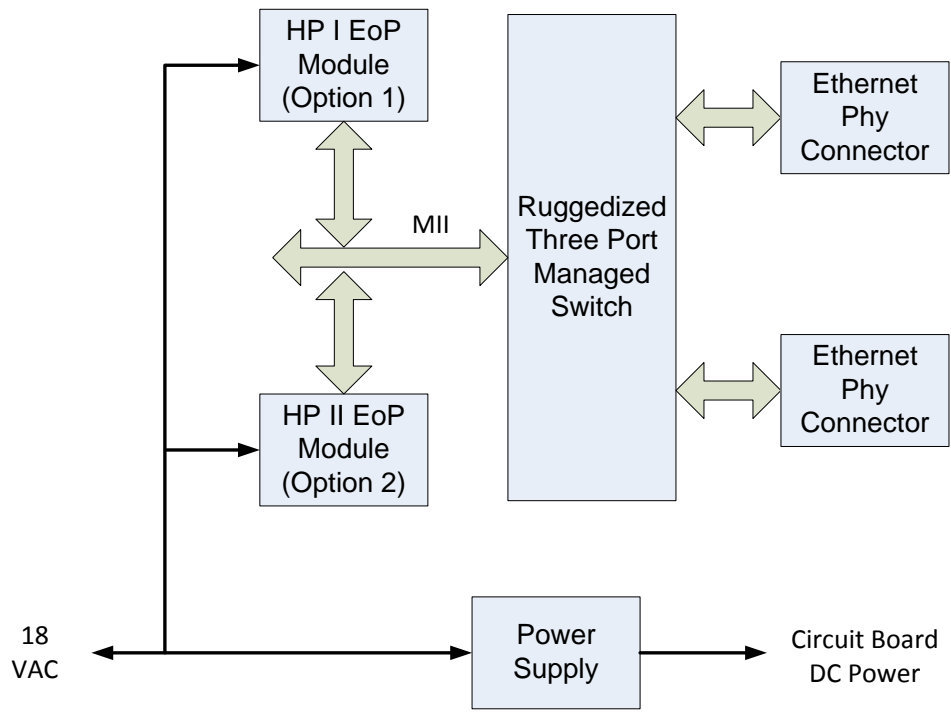 HP I EoP
Module
(Option 1)
Ethernet
Phy
Connector
MII
Ruggedized
Three Port
Managed
Switch
Ethernet
Phy
Connector
HP II EoP
Module
(Option 2)
18
VAC
Power
Supply
Circuit Board
DC Power